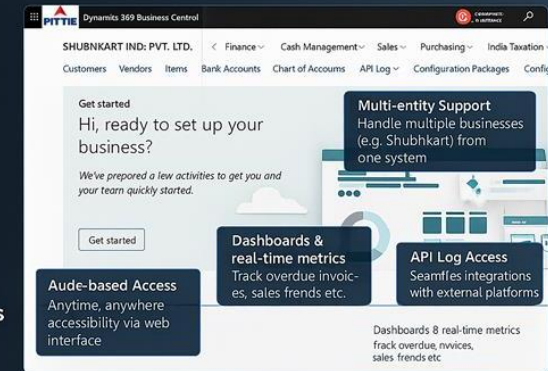 PITTIE Dynamits 369 Business Centrol
SHUBNKART IND: PVT. LTD. < Finance Cash Management Sales Purchasing India Taxation
Customers Vendors Items Bank Accounts Chart of Accoums API Log Configuration Packages Config
Get started
Hi, ready to set up your
business?
We've prepored a lew activities to get you and
your tearn quickly started.
Get started
Multi-entity Support
Handle multiple businesses
(e.g. Shubhkart) from
one system
Dashboards &
real-time metrics
Track overdue invoic-
es, sales frends etc.
API Log Access
Seamfles integrations
with external platforms
Aude-based Access
Anytime, anywhere
accessibility via web
interface
s
Dashboards 8 real-time metrics
frack overdue, nvvices,
sales frends etc